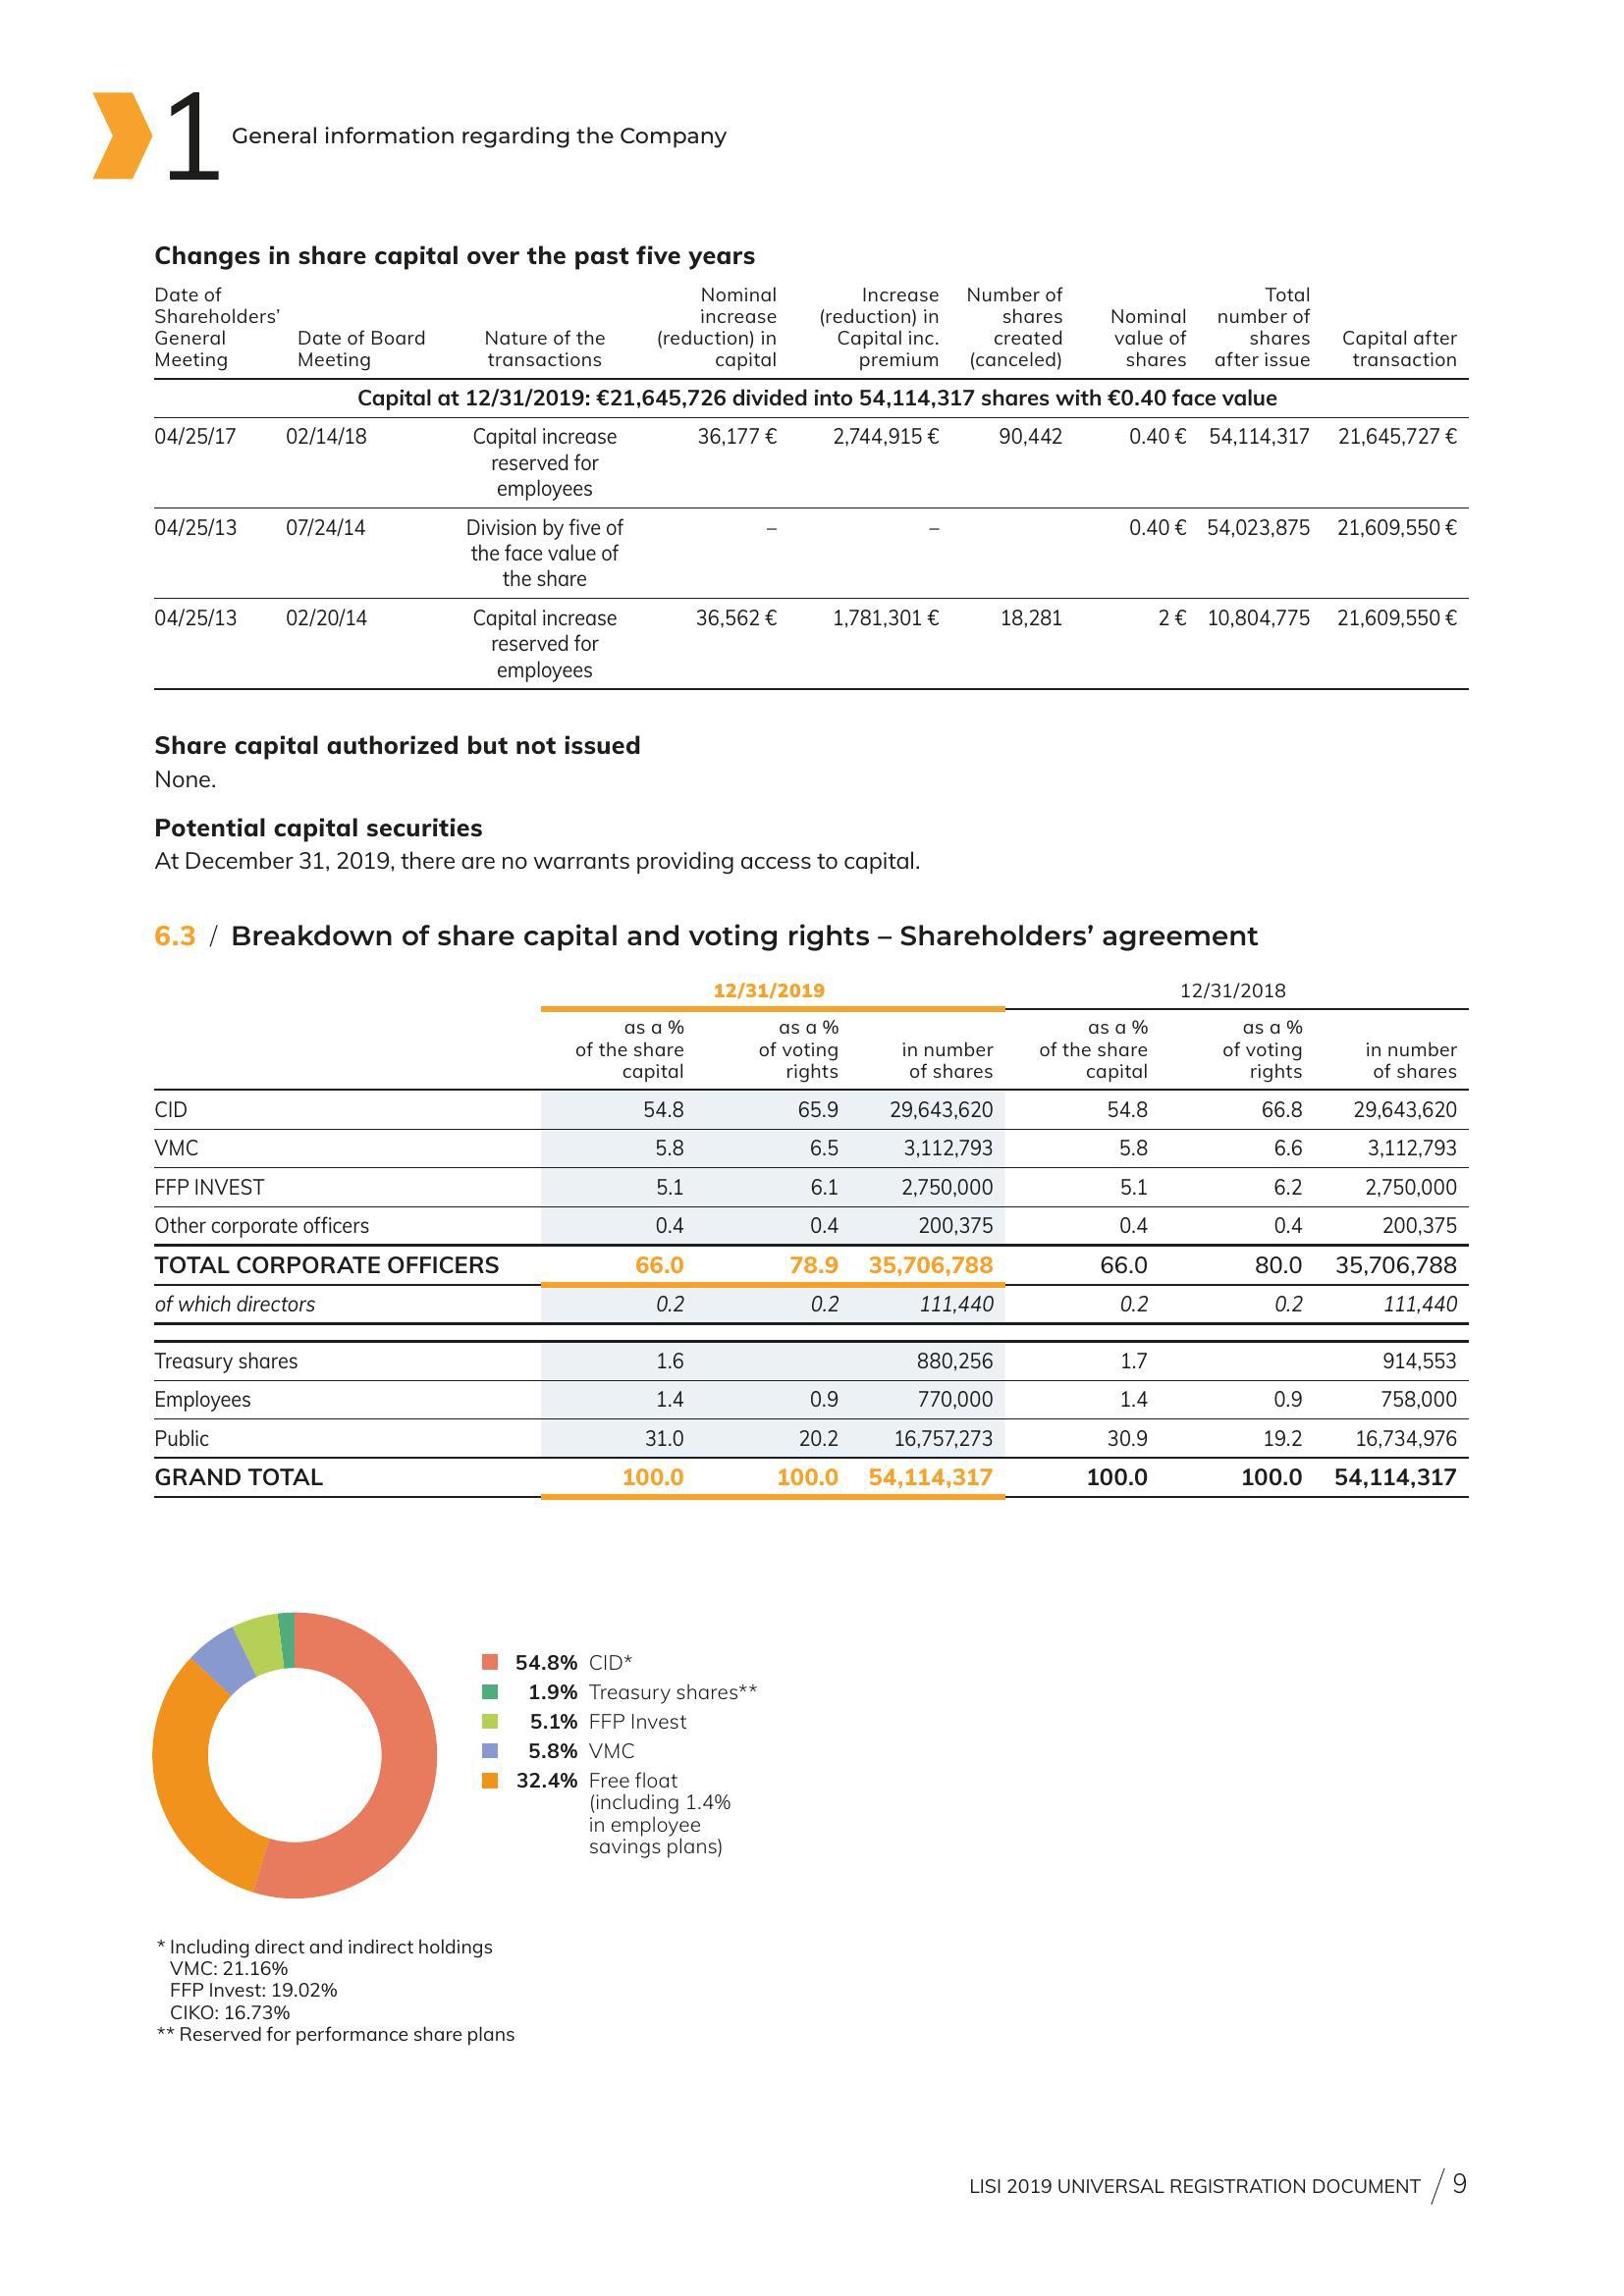 1 General information regarding the Company
Changes in share capital over the past five years
Date of Shareholders’ General Meeting | Date of Board Meeting | Nature of the transactions | Nominal increase (reduction) in capital | Increase (reduction) in Capital inc. premium | Number of shares created (canceled) | Nominal value of shares | Total number of shares after issue | Capital after transaction
Capital at 12/31/2019: €21,645,726 divided into 54,114,317 shares with €0.40 face value
04/25/17 02/14/18 Capital increase 36,177 € 2,744,915 € 90,442 0.40 € 54,114,317 21,645,727 €
reserved for
employees
04/25/13 07/24/14 Division by five of – – 0.40 € 54,023,875 21,609,550 €
the face value of
the share
04/25/13 02/20/14 Capital increase 36,562 € 1,781,301 € 18,281 2 € 10,804,775 21,609,550 €
reserved for
employees
Share capital authorized but not issued
None.
Potential capital securities
At December 31, 2019, there are no warrants providing access to capital.
6.3 / Breakdown of share capital and voting rights – Shareholders’ agreement
12/31/2019 12/31/2018
as a % as a % as a % as a %
of the share of voting in number of the share of voting in number
capital rights of shares capital rights of shares
CID 54.8 65.9 29,643,620 54.8 66.8 29,643,620
VMC 5.8 6.5 3,112,793 5.8 6.6 3,112,793
FFP INVEST 5.1 6.1 2,750,000 5.1 6.2 2,750,000
Other corporate officers 0.4 0.4 200,375 0.4 0.4 200,375
TOTAL CORPORATE OFFICERS 66.0 78.9 35,706,788 66.0 80.0 35,706,788
of which directors 0.2 0.2 111,440 0.2 0.2 111,440
Treasury shares 1.6 880,256 1.7 914,553
Employees 1.4 0.9 770,000 1.4 0.9 758,000
Public 31.0 20.2 16,757,273 30.9 19.2 16,734,976
GRAND TOTAL 100.0 100.0 54,114,317 100.0 100.0 54,114,317
54.8% CID*
1.9% Treasury shares**
5.1% FFP Invest
5.8% VMC
32.4% Free float
(including 1.4%
in employee
savings plans)
* Including direct and indirect holdings
VMC: 21.16%
FFP Invest: 19.02%
CIKO: 16.73%
** Reserved for performance share plans
LISI 2019 UNIVERSAL REGISTRATION DOCUMENT / 9